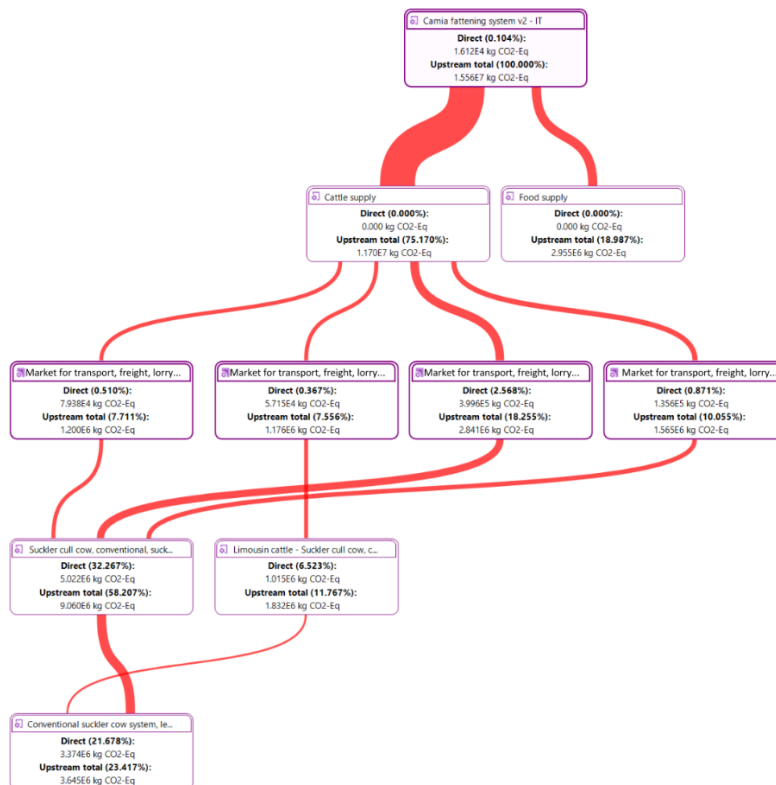 Camia fattening system v2 - IT
Direct (0.104%):
1.612E4 kg CO2-Eq
Upstream total (100.000%):
1.556E7 kg CO2-Eq
Cattle supply
Direct (0.000%):
0.000 kg CO2-Eq
Upstream total (75.170%):
1.170E7 kg CO2-Eq
Food supply
Direct (0.000%):
0.000 kg CO2-Eq
Upstream total (18.987%):
2.955E6 kg CO2-Eq
Market for transport, freight, lorry...
Direct (0.510%):
7.938E4 kg CO2-Eq
Upstream total (7.711%):
1.200E6 kg CO2-Eq
Market for transport, freight, lorry...
Direct (0.367%):
5.715E4 kg CO2-Eq
Upstream total (7.556%):
1.176E6 kg CO2-Eq
Market for transport, freight, lorry...
Direct (2.568%):
3.996E5 kg CO2-Eq
Upstream total (18.255%):
2.841E6 kg CO2-Eq
Market for transport, freight, lorry...
Direct (0.871%):
1.356E5 kg CO2-Eq
Upstream total (10.055%):
1.565E6 kg CO2-Eq
Suckler cull cow, conventional, suck...
Direct (32.267%):
5.022E6 kg CO2-Eq
Upstream total (58.207%):
9.060E6 kg CO2-Eq
Limousin cattle - Suckler cull cow, c...
Direct (6.523%):
1.015E6 kg CO2-Eq
Upstream total (11.767%):
1.832E6 kg CO2-Eq
Conventional suckler cow system, le...
Direct (21.678%):
3.374E6 kg CO2-Eq
Upstream total (23.417%):
3.645E6 kg CO2-Eq